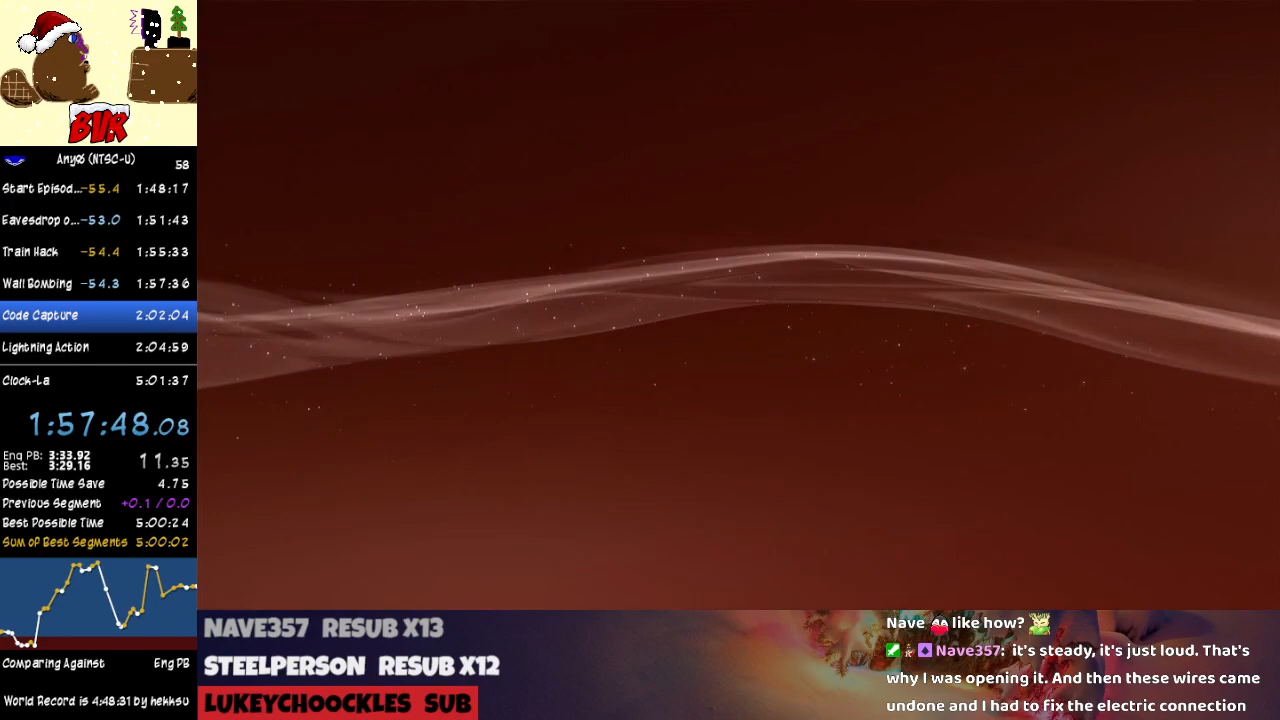 BVR
Any% (NTSC-U)
58
Start Episod... -55.4 1:48:17
Eavesdrop o... -53.0 1:51:43
Train Hack -54.4 1:55:33
Wall Bombing -54.3 1:57:36
Code Capture 2:02:04
Lightning Action 2:04:59
Clock-La 5:01:37
1:57:48.08
Eng PB: 3:33.92
Best: 3:29.16
11.35
Possible Time Save 4.75
Previous Segment +0.1 / 0.0
Best Possible Time 5:00:24
Sum of Best Segments 5:00:02
Comparing Against Eng PB
World Record is 4:48:31 by hekksu
NAVE357 RESUB X13
STEELPERSON RESUB X12
LUKEYCHOOCKLES SUB
Nave like how?
Nave357: it's steady, it's just loud. That's
why I was opening it. And then these wires came
undone and I had to fix the electric connection